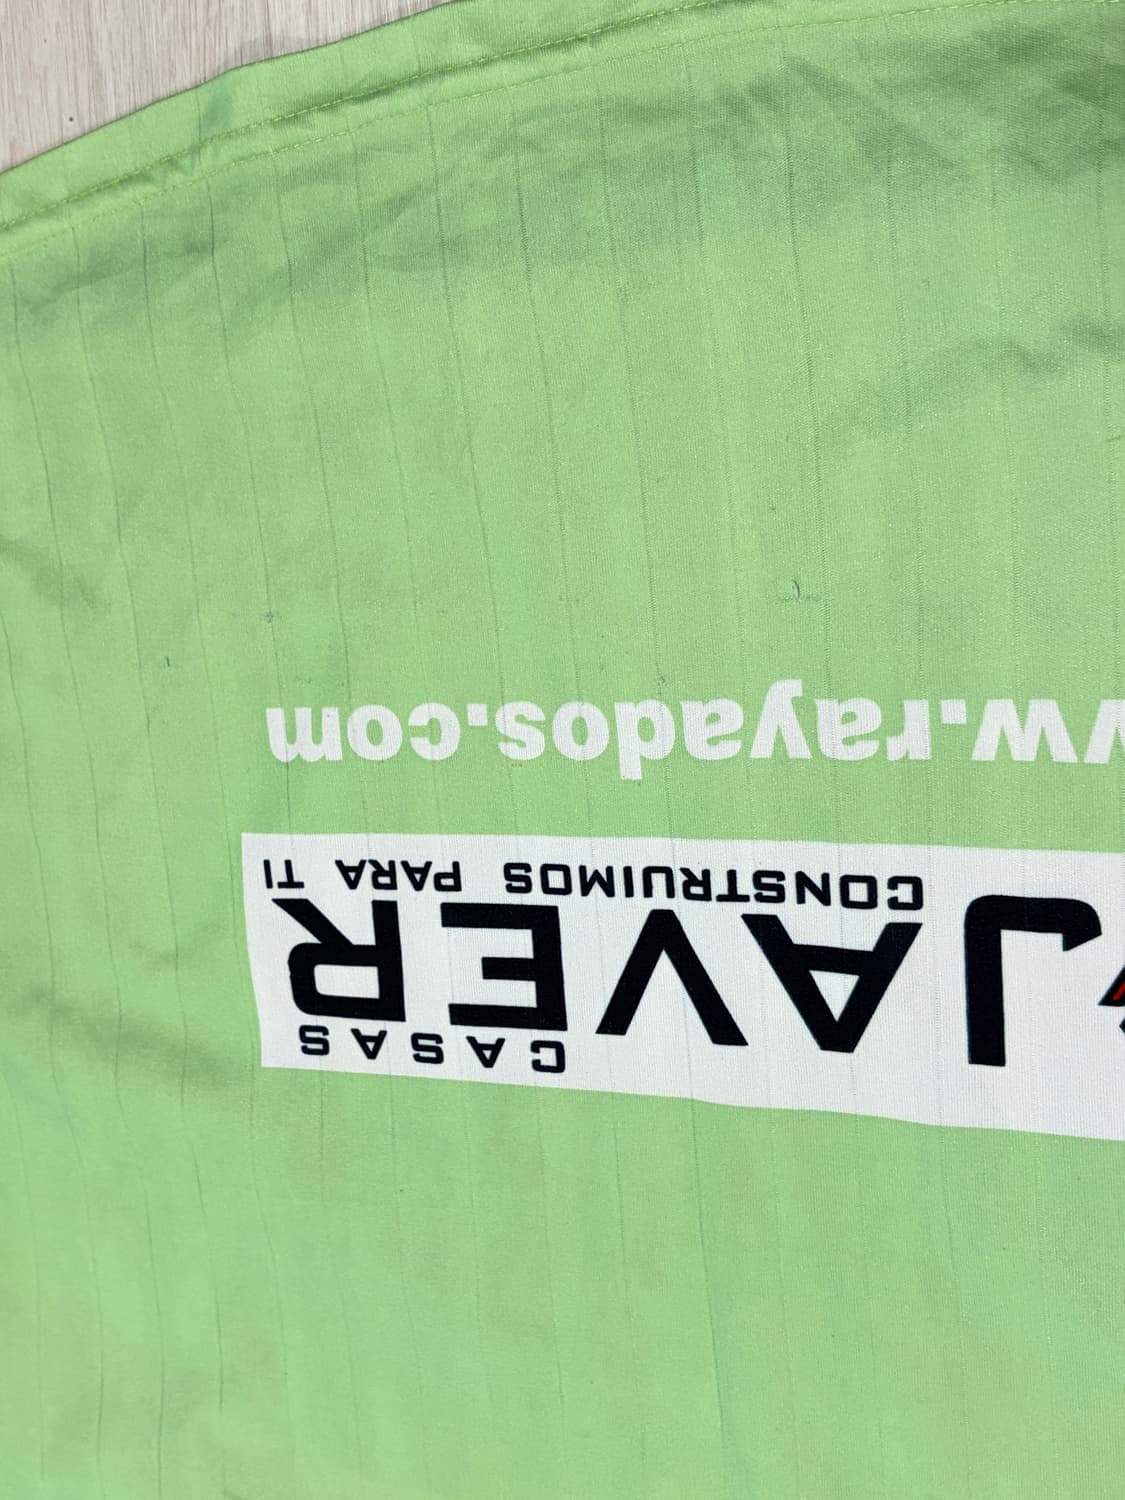 CASAS
JAVER
CONSTRUIMOS PARA TI
w.rayados.com